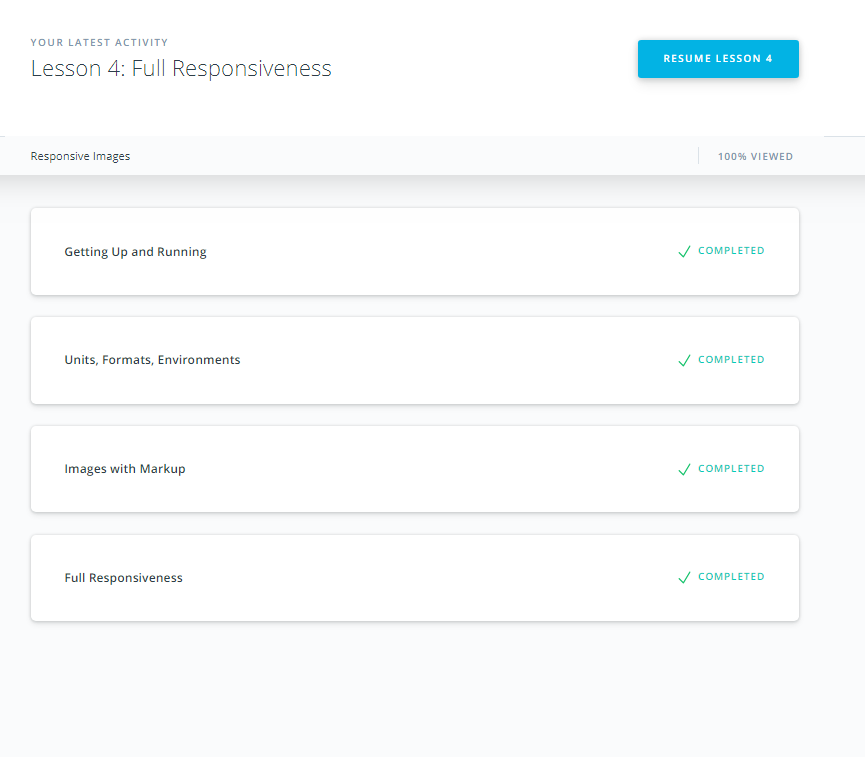 YOUR LATEST ACTIVITY
Lesson 4: Full Responsiveness
RESUME LESSON 4
Responsive Images
100% VIEWED
Getting Up and Running
COMPLETED
Units, Formats, Environments
COMPLETED
Images with Markup
COMPLETED
Full Responsiveness
COMPLETED